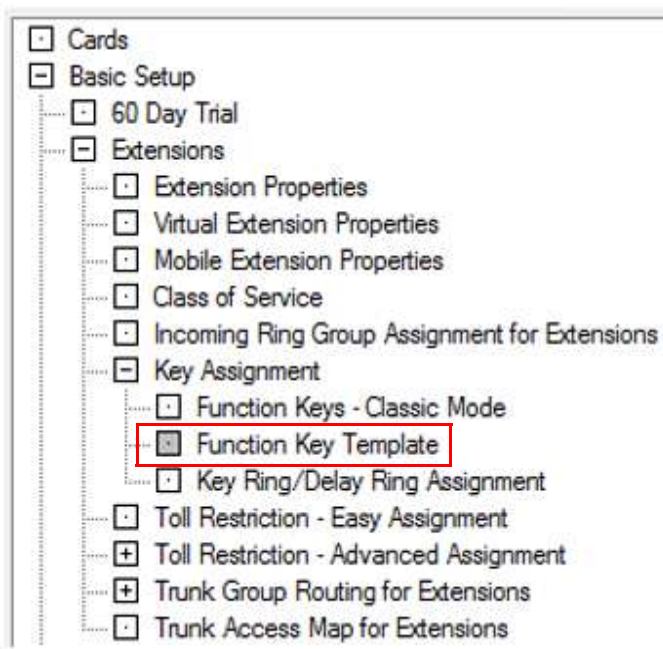 Cards
Basic Setup
60 Day Trial
Extensions
Extension Properties
Virtual Extension Properties
Mobile Extension Properties
Class of Service
Incoming Ring Group Assignment for Extensions
Key Assignment
Function Keys - Classic Mode
Function Key Template
Key Ring/Delay Ring Assignment
Toll Restriction - Easy Assignment
Toll Restriction - Advanced Assignment
Trunk Group Routing for Extensions
Trunk Access Map for Extensions